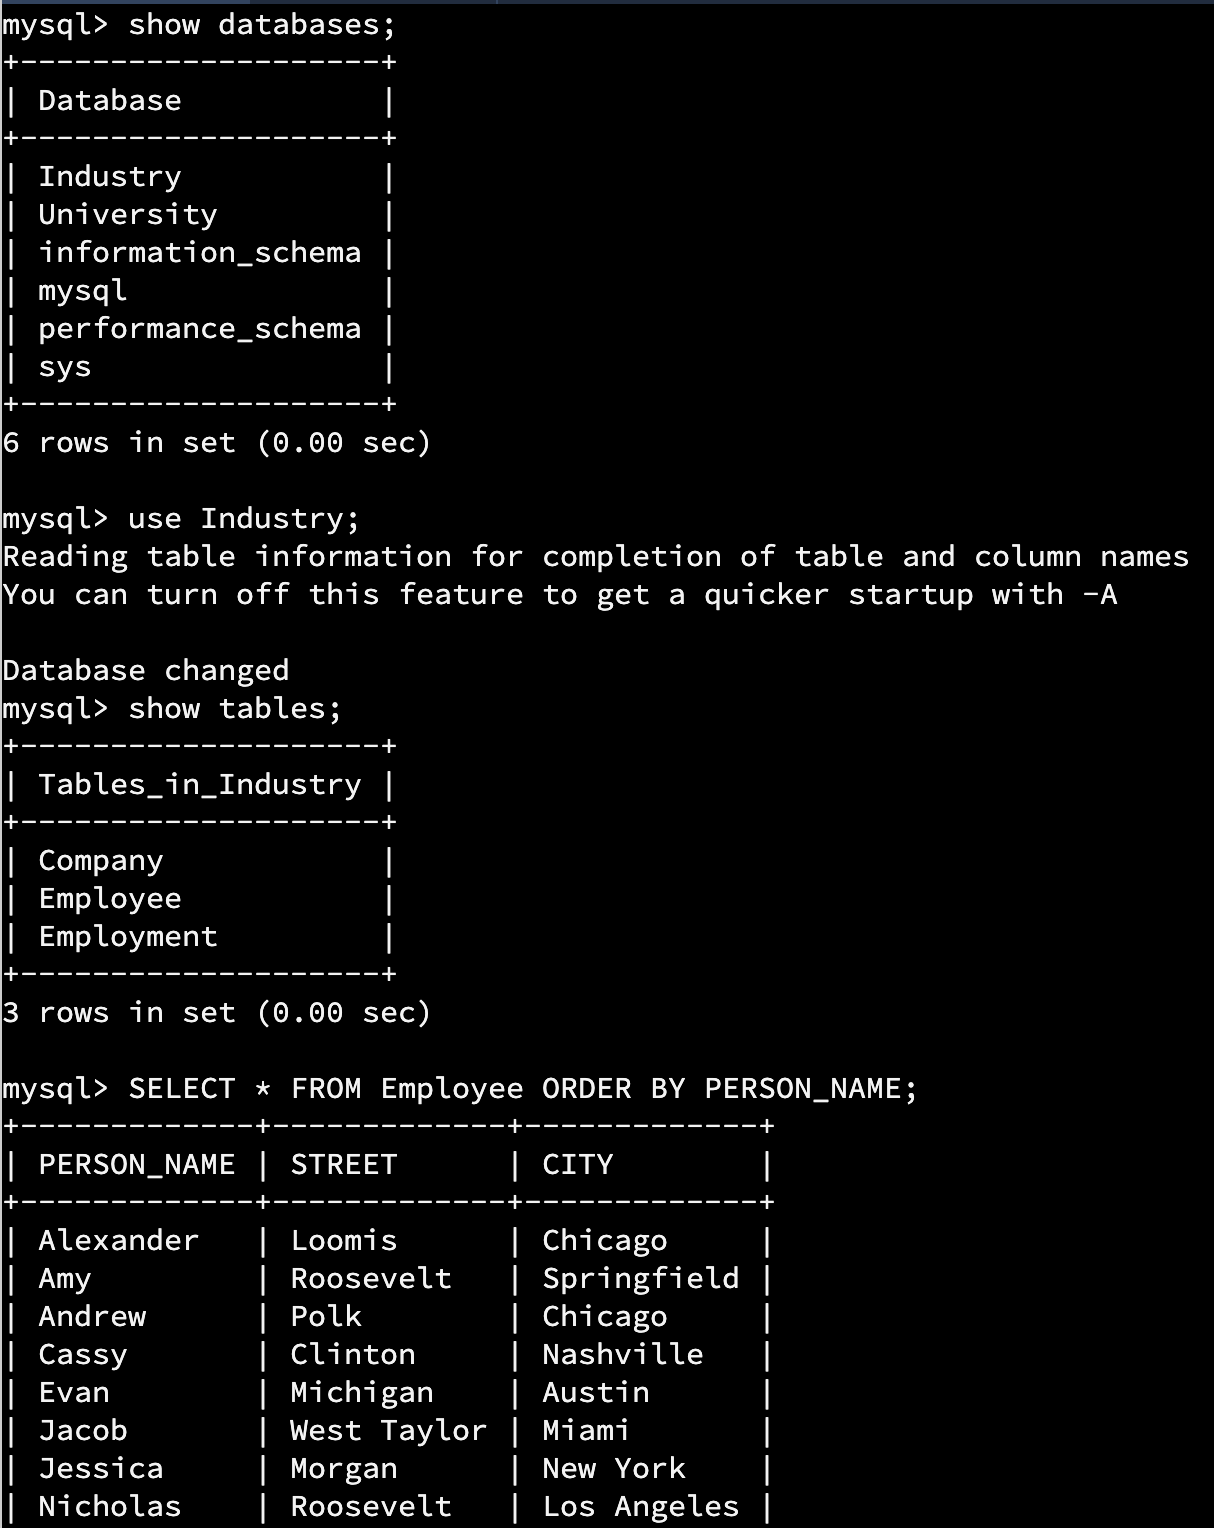 mysql> show databases;
+--------------------+
| Database           |
+--------------------+
| Industry           |
| University         |
| information_schema |
| mysql              |
| performance_schema |
| sys                |
+--------------------+
6 rows in set (0.00 sec)

mysql> use Industry;
Reading table information for completion of table and column names
You can turn off this feature to get a quicker startup with -A

Database changed
mysql> show tables;
+--------------------+
| Tables_in_Industry |
+--------------------+
| Company            |
| Employee           |
| Employment         |
+--------------------+
3 rows in set (0.00 sec)

mysql> SELECT * FROM Employee ORDER BY PERSON_NAME;
+-------------+-------------+-------------+
| PERSON_NAME | STREET      | CITY        |
+-------------+-------------+-------------+
| Alexander   | Loomis      | Chicago     |
| Amy         | Roosevelt   | Springfield |
| Andrew      | Polk        | Chicago     |
| Cassy       | Clinton     | Nashville   |
| Evan        | Michigan    | Austin      |
| Jacob       | West Taylor | Miami       |
| Jessica     | Morgan      | New York    |
| Nicholas    | Roosevelt   | Los Angeles |